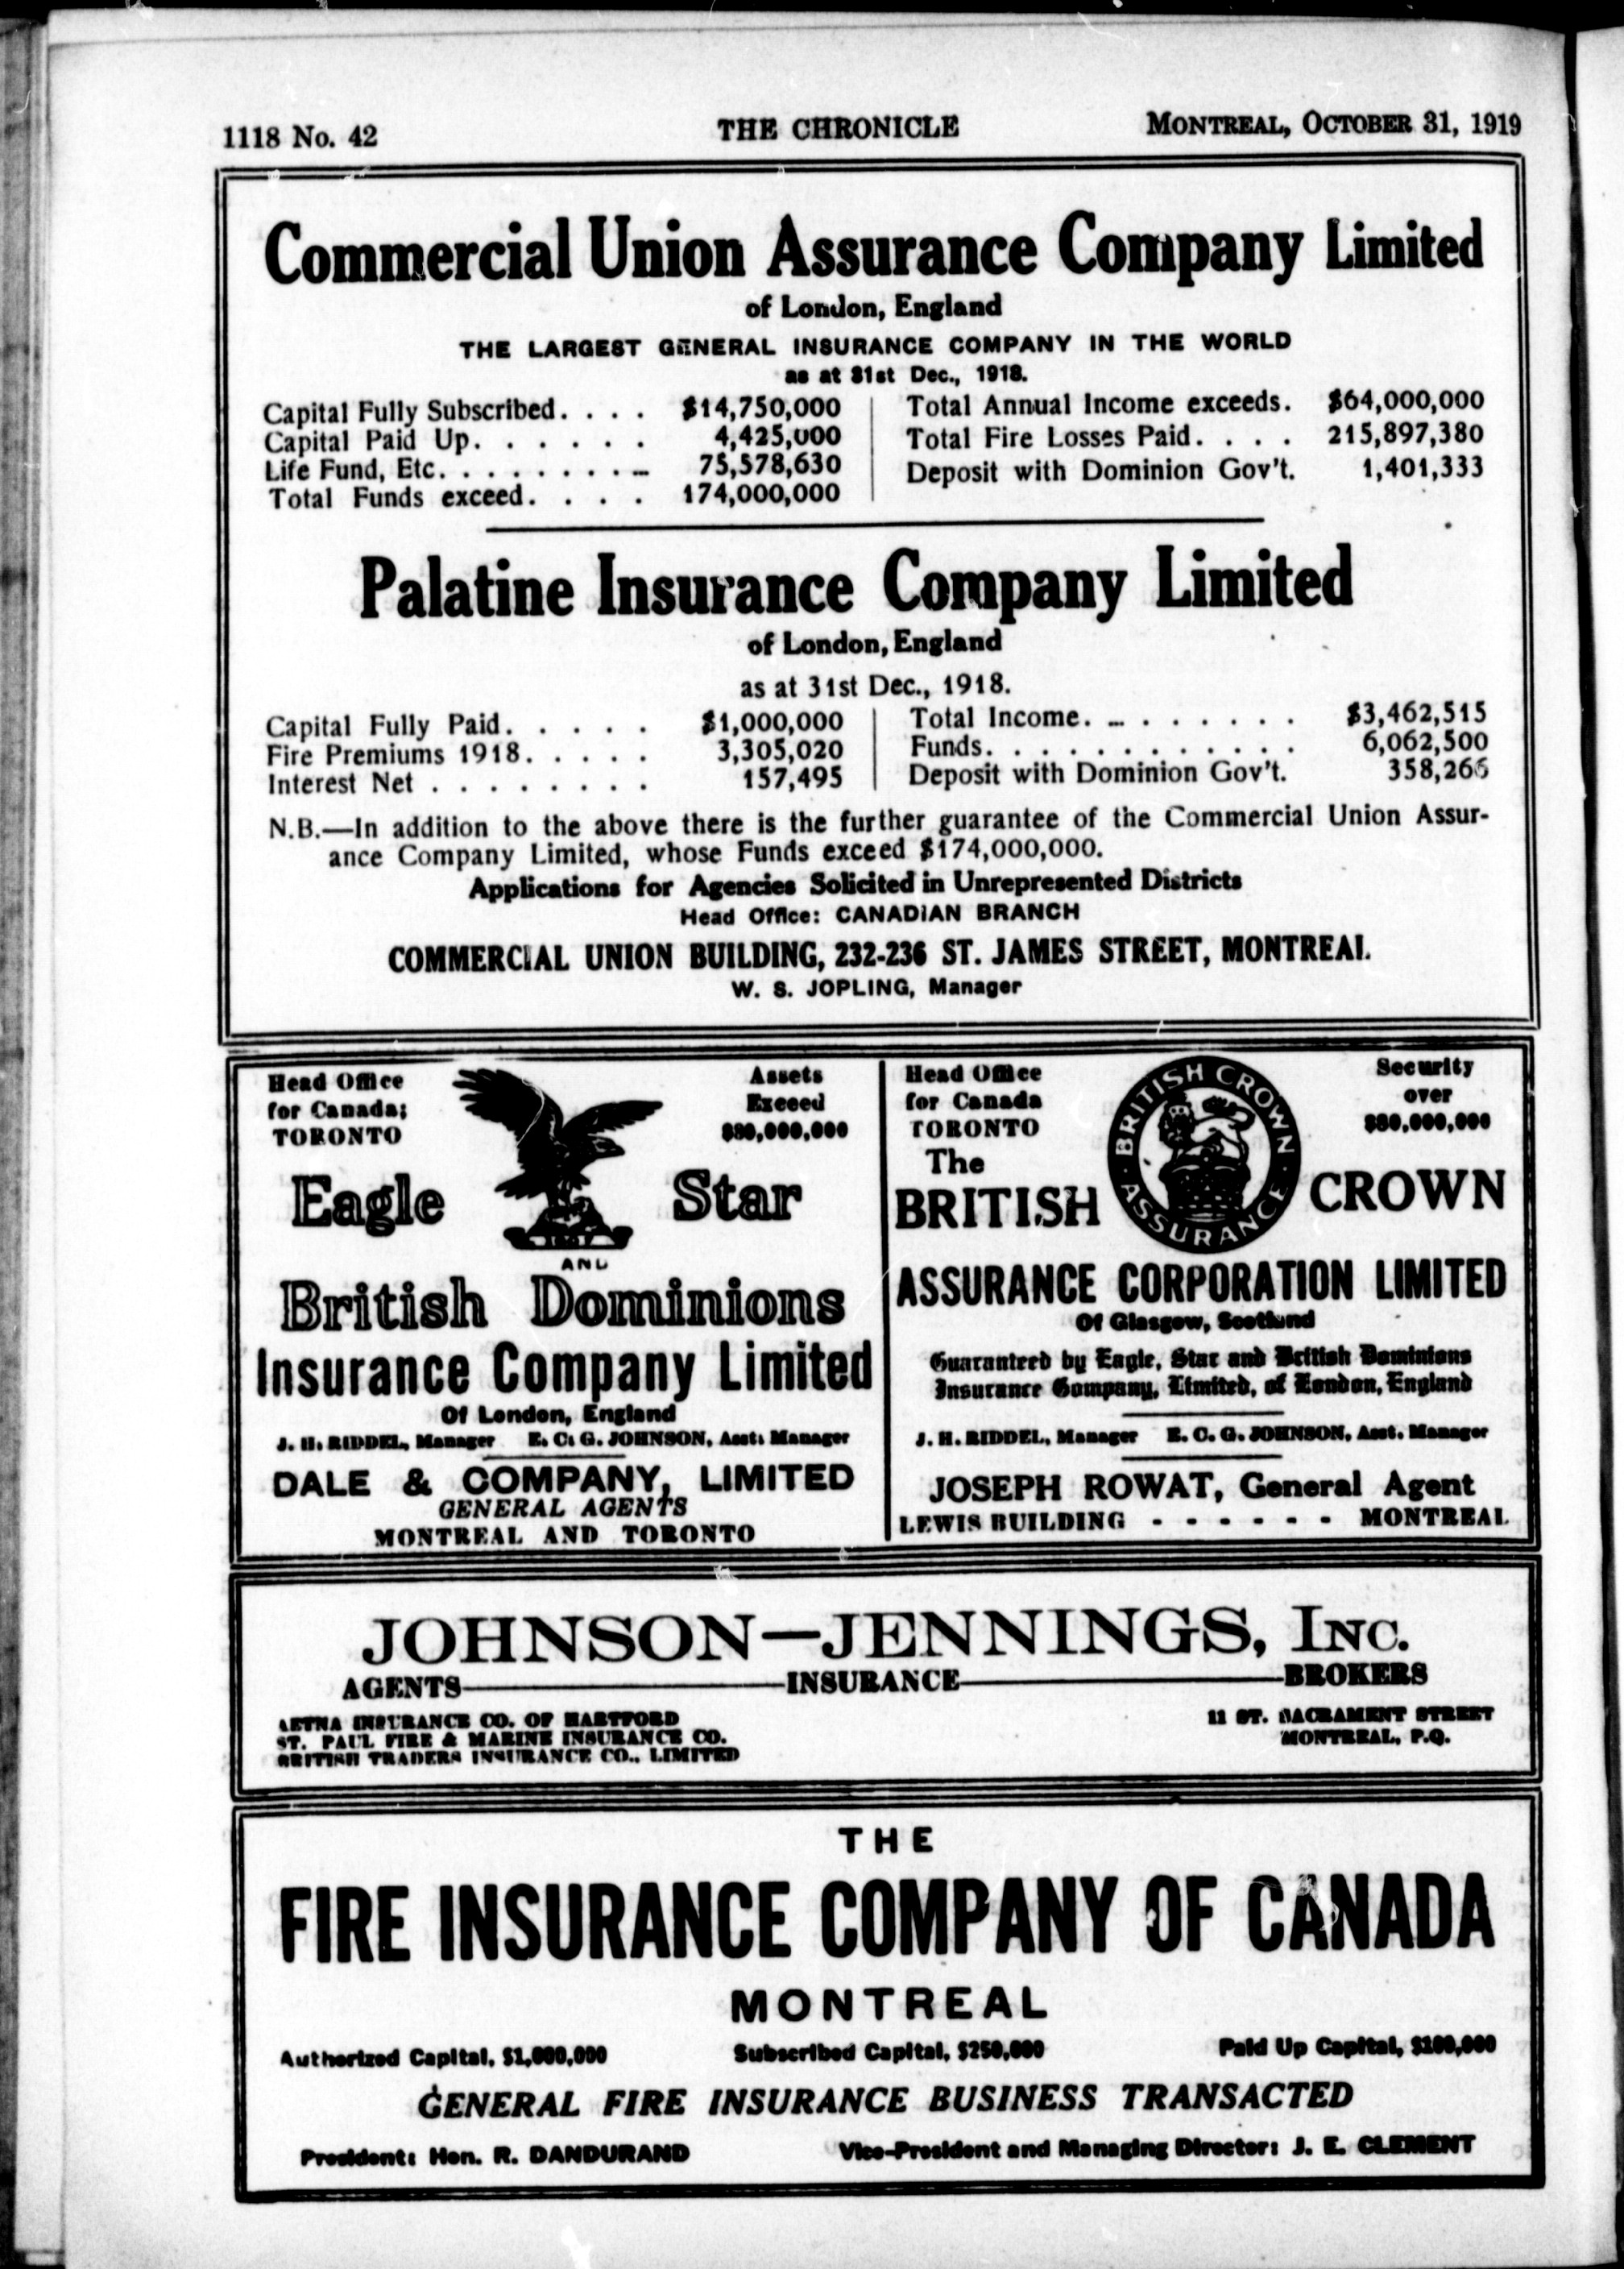 1118 No. 42 THE CHRONICLE MONTREAL, OCTOBER 31, 1919
Commercial Union Assurance Company Limited
of London, England
THE LARGEST GENERAL INSURANCE COMPANY IN THE WORLD
as at 31st Dec., 1918.
Capital Fully Subscribed. . . . $14,750,000
Capital Paid Up. . . . . . . 4,425,000
Life Fund, Etc. . . . . . . . . 75,578,630
Total Funds exceed. . . . 174,000,000
Total Annual Income exceeds. $64,000,000
Total Fire Losses Paid. . . . 215,897,380
Deposit with Dominion Gov't. 1,401,333
Palatine Insurance Company Limited
of London, England
as at 31st Dec., 1918.
Capital Fully Paid. . . . . . $1,000,000
Fire Premiums 1918. . . . . 3,305,020
Interest Net . . . . . . . . 157,495
Total Income. . . . . . . . $3,462,515
Funds. . . . . . . . . . . . 6,062,500
Deposit with Dominion Gov't. 358,266
N.B.—In addition to the above there is the further guarantee of the Commercial Union Assur-
ance Company Limited, whose Funds exceed $174,000,000.
Applications for Agencies Solicited in Unrepresented Districts
Head Office: CANADIAN BRANCH
COMMERCIAL UNION BUILDING, 232-236 ST. JAMES STREET, MONTREAL
W. S. JOPLING, Manager
Head Office
for Canada;
TORONTO
Assets
Exceed
$80,000,000
Eagle Star
AND
British Dominions
Insurance Company Limited
Of London, England
J. H. RIDDEL, Manager E. C. G. JOHNSON, Asst. Manager
DALE & COMPANY, LIMITED
GENERAL AGENTS
MONTREAL AND TORONTO
Head Office
for Canada
TORONTO
BRITISH CROWN ASSURANCE
Security
over
$80,000,000
The
BRITISH CROWN
ASSURANCE CORPORATION LIMITED
Of Glasgow, Scotland
Guaranteed by Eagle, Star and British Dominions
Insurance Company, Limited, of London, England
J. H. RIDDEL, Manager E. C. G. JOHNSON, Asst. Manager
JOSEPH ROWAT, General Agent
LEWIS BUILDING - - - - - - MONTREAL
JOHNSON—JENNINGS, INC.
AGENTS—INSURANCE—BROKERS
AETNA INSURANCE CO. OF HARTFORD
ST. PAUL FIRE & MARINE INSURANCE CO.
BRITISH TRADERS INSURANCE CO., LIMITED
11 ST. SACRAMENT STREET
MONTREAL, P.Q.
THE
FIRE INSURANCE COMPANY OF CANADA
MONTREAL
Authorized Capital, $1,000,000 Subscribed Capital, $250,000 Paid Up Capital, $100,000
GENERAL FIRE INSURANCE BUSINESS TRANSACTED
President: Hon. R. DANDURAND Vice-President and Managing Director: J. E. CLEMENT